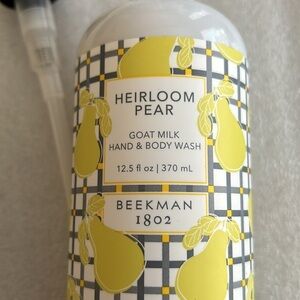 HEIRLOOM
PEAR
GOAT MILK
HAND & BODY WASH
12.5 fl oz | 370 mL
BEEKMAN
1802